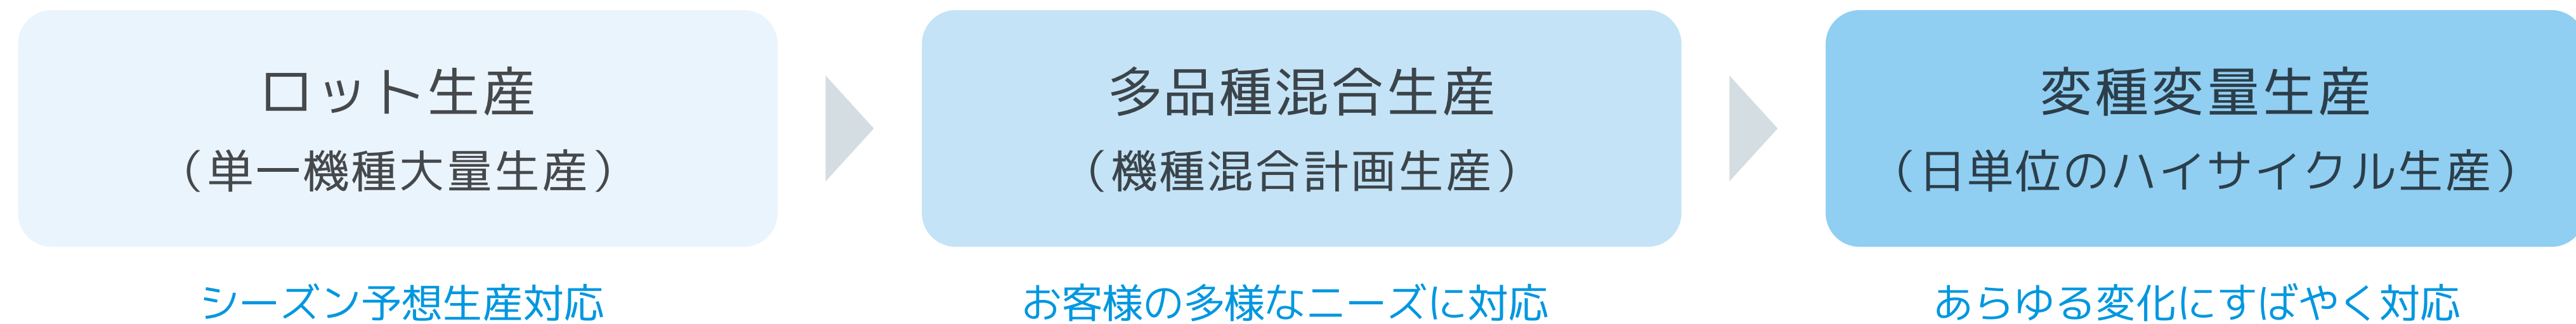 ロット生産
（単一機種大量生産）
シーズン予想生産対応
多品種混合生産
（機種混合計画生産）
お客様の多様なニーズに対応
変種変量生産
（日単位のハイサイクル生産）
あらゆる変化にすばやく対応